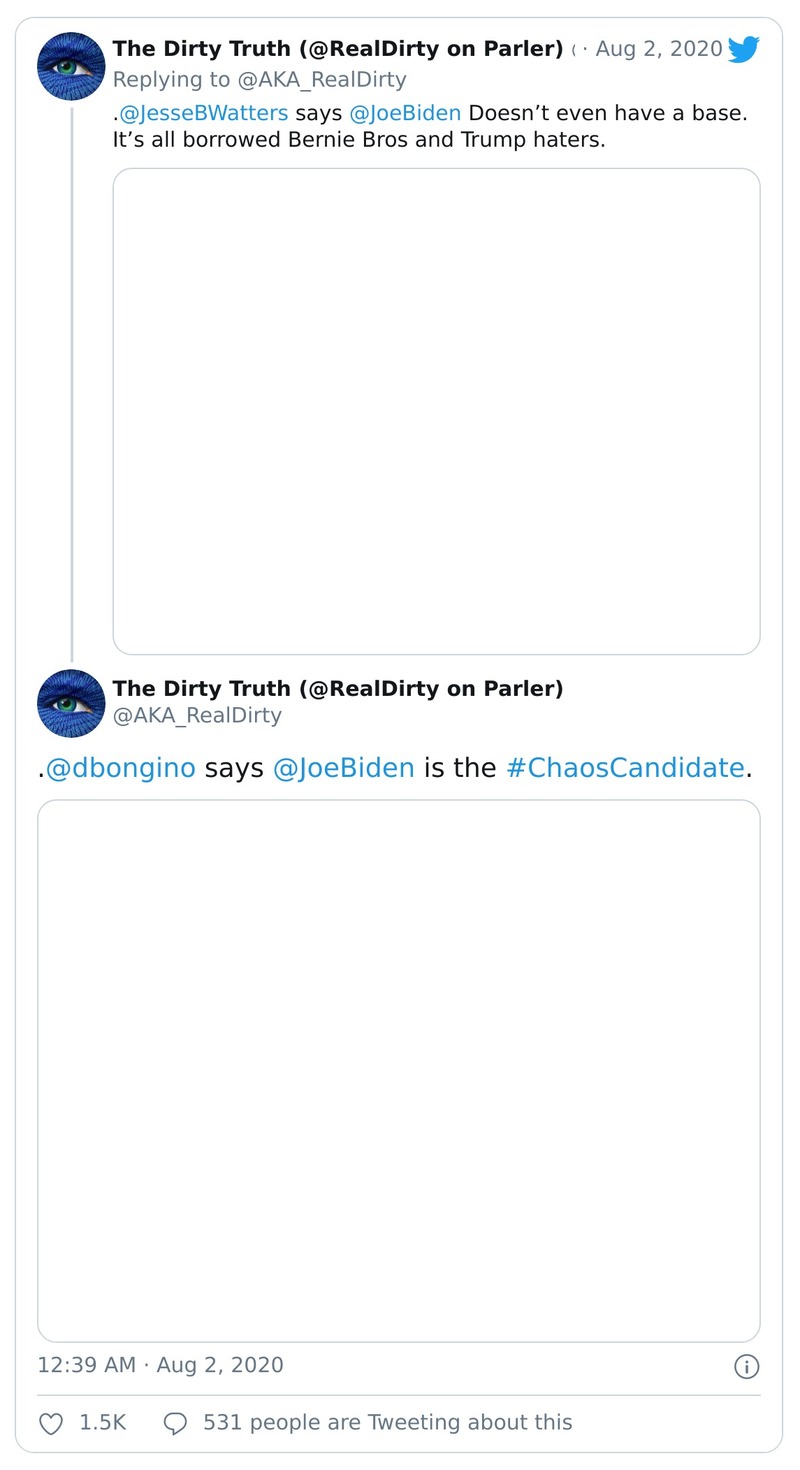 The Dirty Truth (@RealDirty on Parler) · Aug 2, 2020
Replying to @AKA_RealDirty
.@JesseBWatters says @JoeBiden Doesn’t even have a base.
It’s all borrowed Bernie Bros and Trump haters.
The Dirty Truth (@RealDirty on Parler)
@AKA_RealDirty
.@dbongino says @JoeBiden is the #ChaosCandidate.
12:39 AM · Aug 2, 2020
1.5K 531 people are Tweeting about this